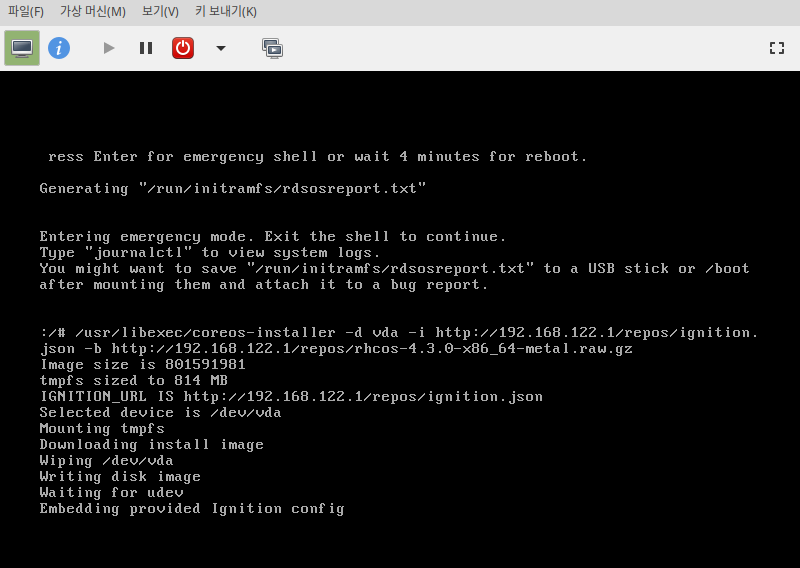 파일(F) 가상 머신(M) 보기(V) 키 보내기(K)
ress Enter for emergency shell or wait 4 minutes for reboot.
Generating "/run/initramfs/rdsosreport.txt"
Entering emergency mode. Exit the shell to continue.
Type "journalctl" to view system logs.
You might want to save "/run/initramfs/rdsosreport.txt" to a USB stick or /boot
after mounting them and attach it to a bug report.
:/# /usr/libexec/coreos-installer -d vda -i http://192.168.122.1/repos/ignition.
json -b http://192.168.122.1/repos/rhcos-4.3.0-x86_64-metal.raw.gz
Image size is 801591981
tmpfs sized to 814 MB
IGNITION_URL IS http://192.168.122.1/repos/ignition.json
Selected device is /dev/vda
Mounting tmpfs
Downloading install image
Wiping /dev/vda
Writing disk image
Waiting for udev
Embedding provided Ignition config